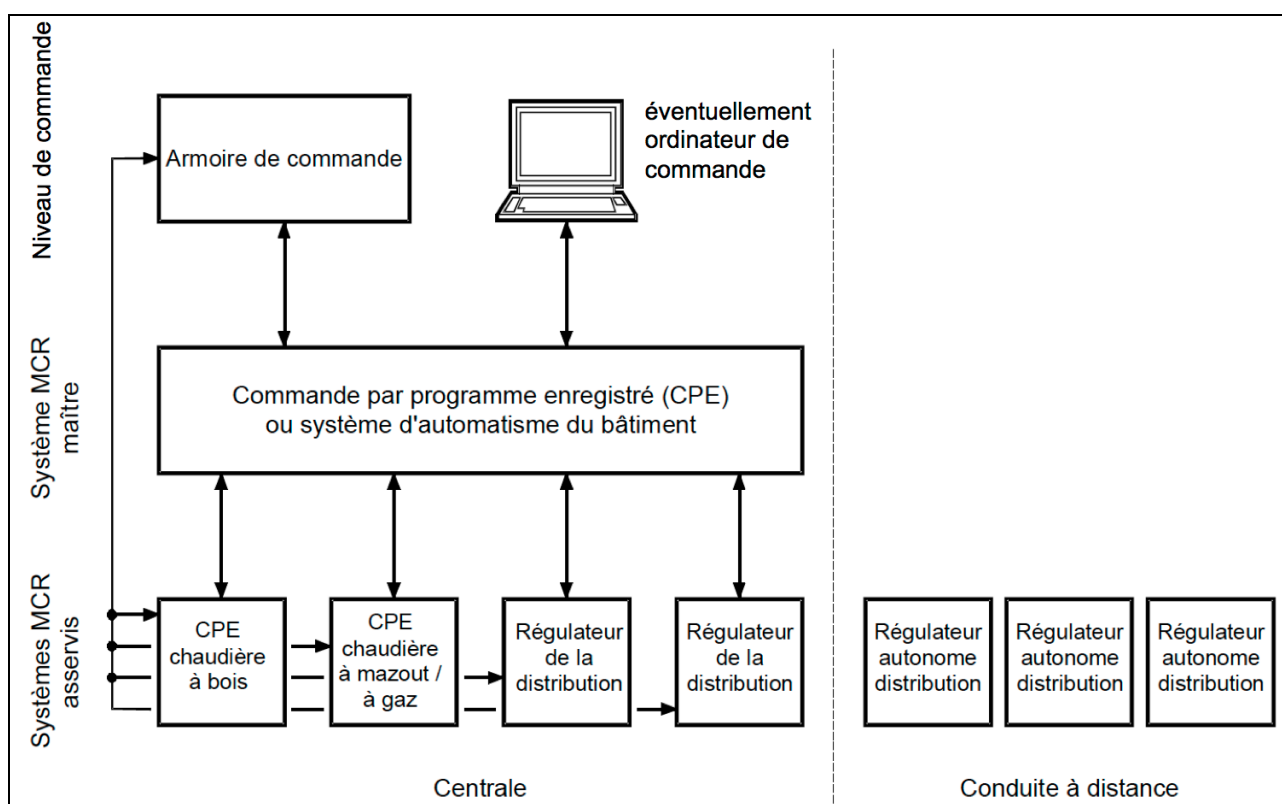 Niveau de commande
Armoire de commande
éventuellement
ordinateur de
commande
Système MCR
maître
Commande par programme enregistré (CPE)
ou système d'automatisme du bâtiment
Systèmes MCR
asservis
CPE
chaudière
à bois
CPE
chaudière
à mazout /
à gaz
Régulateur
de la
distribution
Régulateur
de la
distribution
Régulateur
autonome
distribution
Régulateur
autonome
distribution
Régulateur
autonome
distribution
Centrale
Conduite à distance